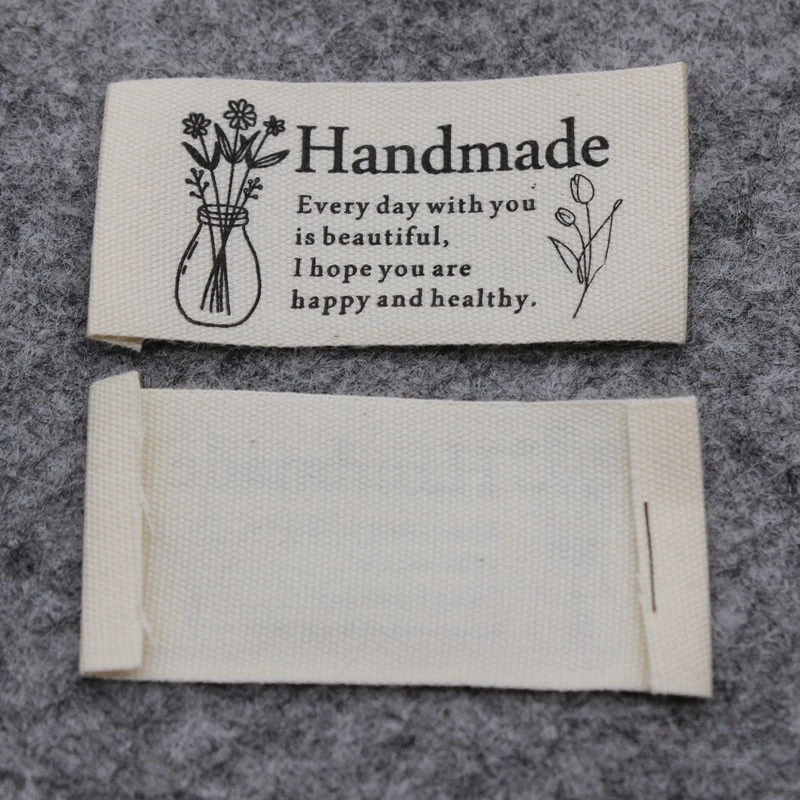 Handmade
Every day with you
is beautiful,
I hope you are
happy and healthy.